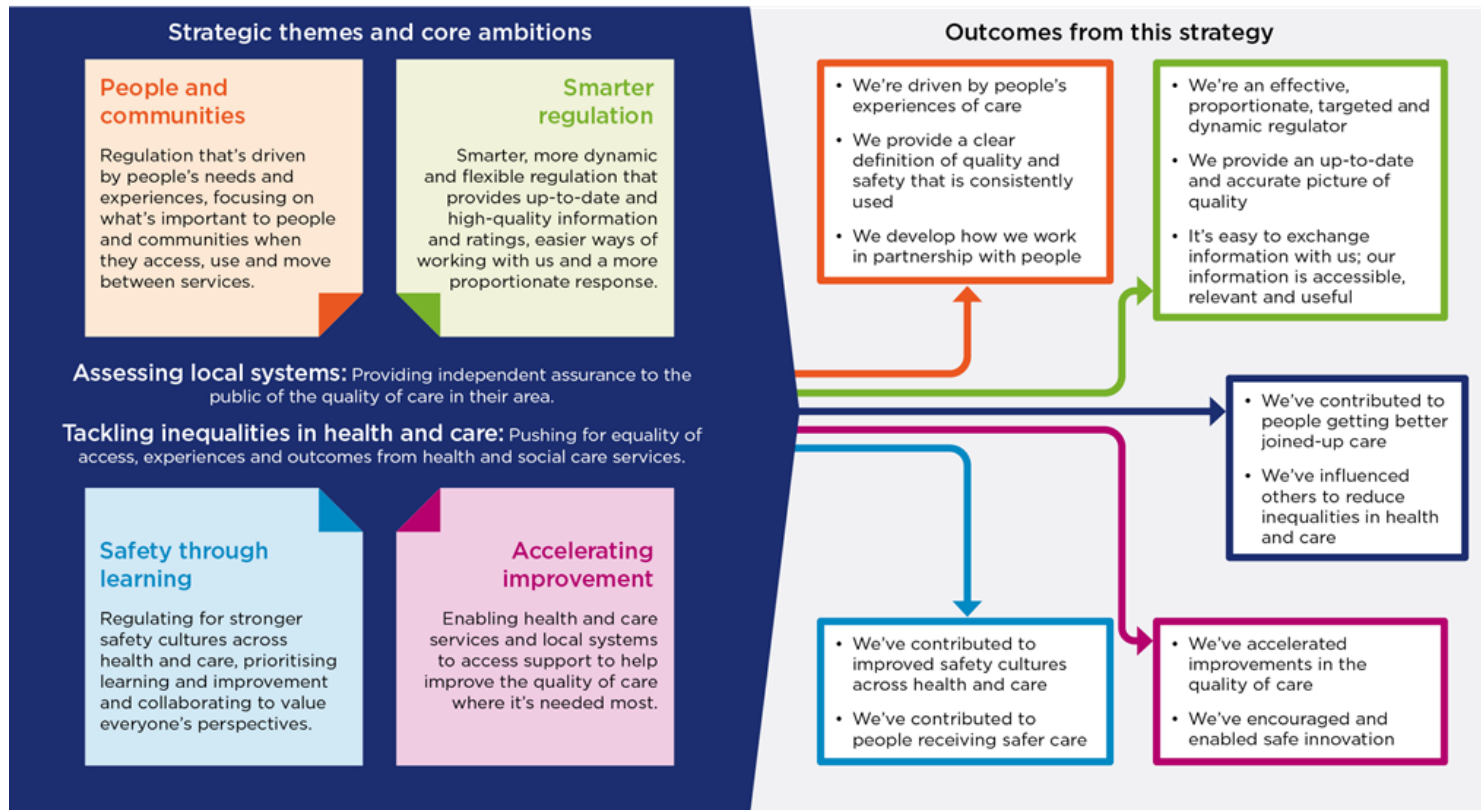 Strategic themes and core ambitions
People and
communities
Regulation that's driven
by people's needs and
experiences, focusing on
what's important to people
and communities when
they access, use and move
between services.
Smarter
regulation
Smarter, more dynamic
and flexible regulation that
provides up-to-date and
high-quality information
and ratings, easier ways of
working with us and a more
proportionate response.
Assessing local systems: Providing independent assurance to the
public of the quality of care in their area.
Tackling inequalities in health and care: Pushing for equality of
access, experiences and outcomes from health and social care services.
Safety through
learning
Regulating for stronger
safety cultures across
health and care, prioritising
learning and improvement
and collaborating to value
everyone's perspectives.
Accelerating
improvement
Enabling health and care
services and local systems
to access support to help
improve the quality of care
where it's needed most.
Outcomes from this strategy
• We're driven by people's
experiences of care
• We provide a clear
definition of quality and
safety that is consistently
used
• We develop how we work
in partnership with people
• We're an effective,
proportionate, targeted and
dynamic regulator
• We provide an up-to-date
and accurate picture of
quality
• It's easy to exchange
information with us; our
information is accessible,
relevant and useful
• We've contributed to
people getting better
joined-up care
• We've influenced
others to reduce
inequalities in health
and care
• We've contributed to
improved safety cultures
across health and care
• We've contributed to
people receiving safer care
• We've accelerated
improvements in the
quality of care
• We've encouraged and
enabled safe innovation